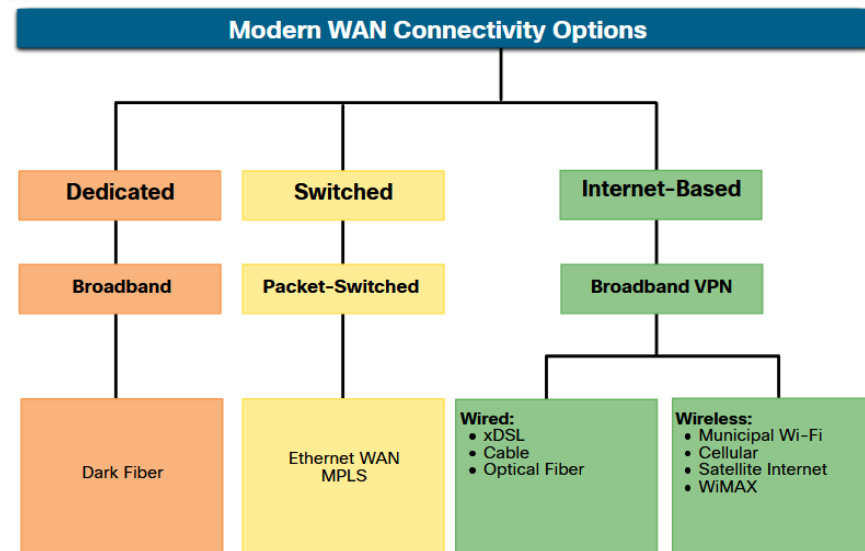 Modern WAN Connectivity Options
Dedicated
Switched
Internet-Based
Broadband
Packet-Switched
Broadband VPN
Dark Fiber
Ethernet WAN
MPLS
Wired:
• xDSL
• Cable
• Optical Fiber
Wireless:
• Municipal Wi-Fi
• Cellular
• Satellite Internet
• WiMAX